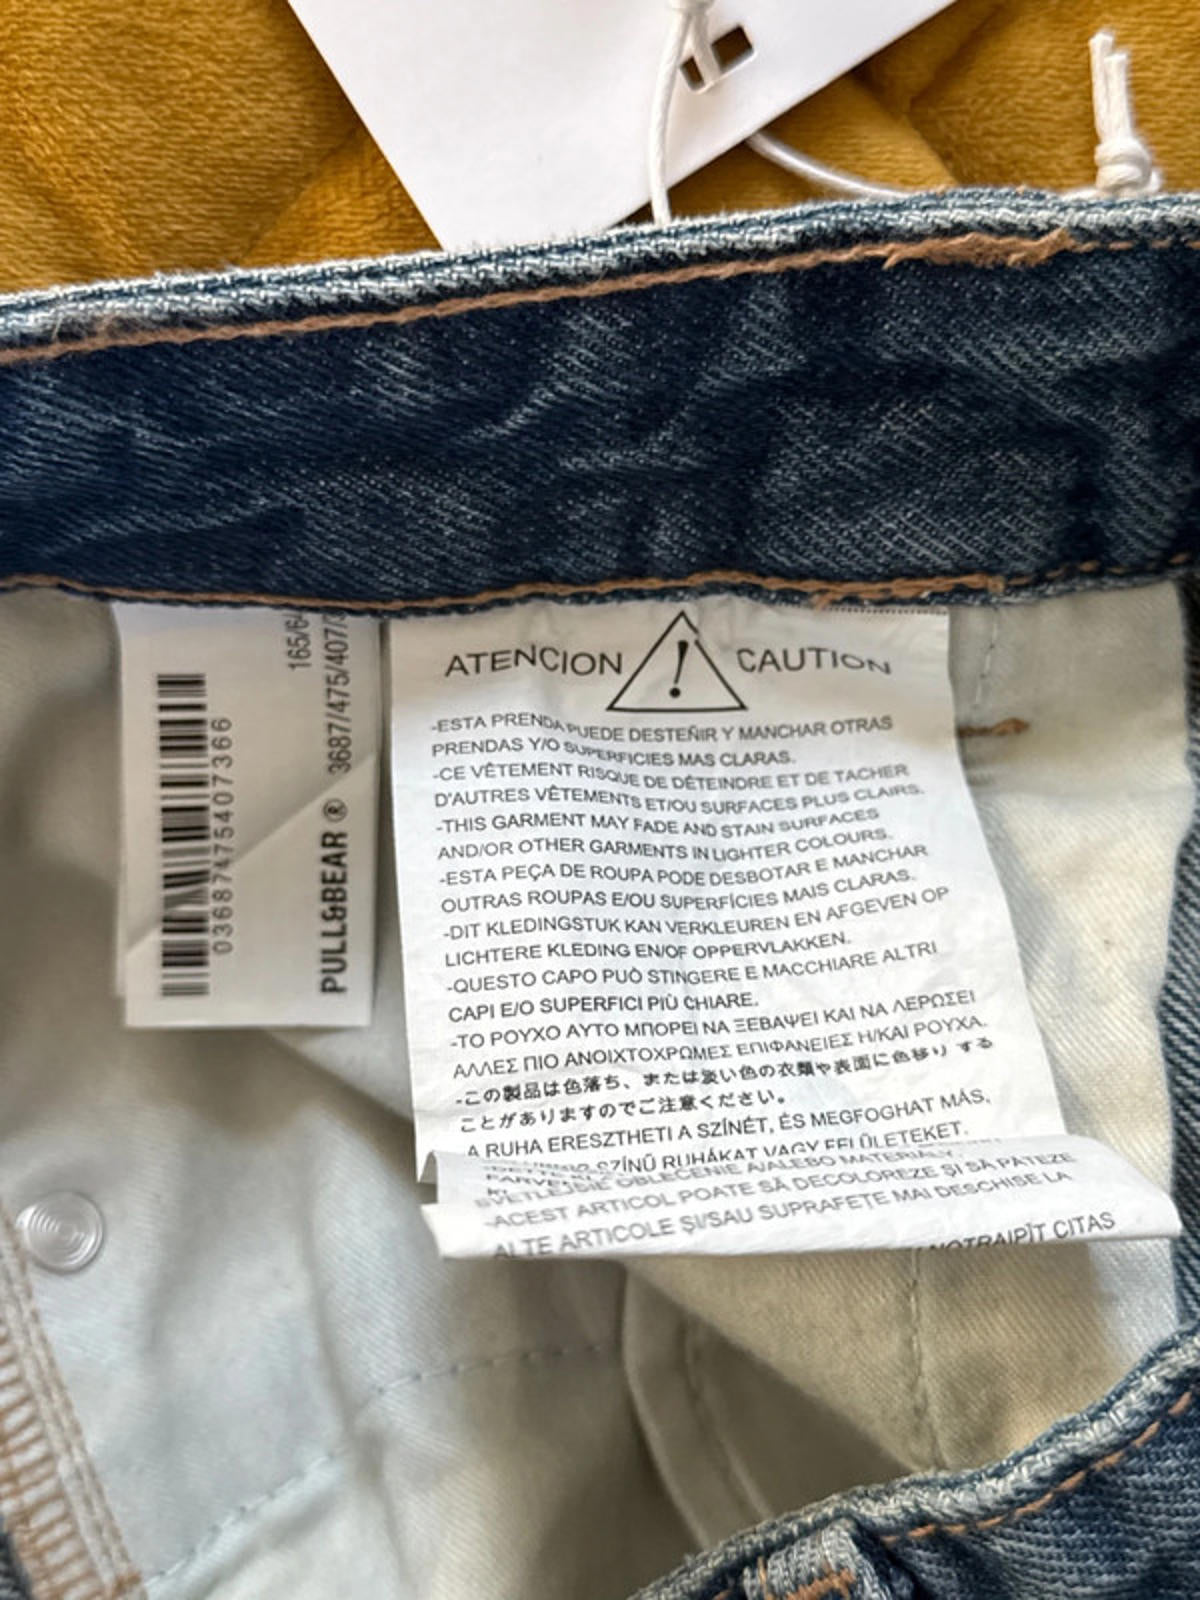 165/64
3687/475/407/3
PULL&BEAR ®
03687475407366
ATENCION ! CAUTION
-ESTA PRENDA PUEDE DESTEÑIR Y MANCHAR OTRAS
PRENDAS Y/O SUPERFICIES MAS CLARAS.
-CE VÊTEMENT RISQUE DE DÉTEINDRE ET DE TACHER
D'AUTRES VÊTEMENTS ET/OU SURFACES PLUS CLAIRS.
-THIS GARMENT MAY FADE AND STAIN SURFACES
AND/OR OTHER GARMENTS IN LIGHTER COLOURS.
-ESTA PEÇA DE ROUPA PODE DESBOTAR E MANCHAR
OUTRAS ROUPAS E/OU SUPERFÍCIES MAIS CLARAS.
-DIT KLEDINGSTUK KAN VERKLEUREN EN AFGEVEN OP
LICHTERE KLEDING EN/OF OPPERVLAKKEN.
-QUESTO CAPO PUÒ STINGERE E MACCHIARE ALTRI
CAPI E/O SUPERFICI PIÙ CHIARE.
-ΤΟ ΡΟΥΧΟ ΑΥΤΟ ΜΠΟΡΕΙ ΝΑ ΞΕΒΑΨΕΙ ΚΑΙ ΝΑ ΛΕΡΩΣΕΙ
ΑΛΛΕΣ ΠΙΟ ΑΝΟΙΧΤΟΧΡΩΜΕΣ ΕΠΙΦΑΝΕΙΕΣ Η/ΚΑΙ ΡΟΥΧΑ.
-この製品は色落ち、または淡い色の衣類や表面に色移り する
ことがありますのでご注意ください。
A RUHA ERESZTHETI A SZÍNÉT, ÉS MEGFOGHAT MÁS,
SZÍNŰ RUHÁKAT VAGY FELÜLETEKET.
SVETLEJŠIE OBLEČENIE A/ALEBO MATERIÁLY.
-ACEST ARTICOL POATE SĂ DECOLOREZE ŞI SĂ PĂTEZE
ALTE ARTICOLE ŞI/SAU SUPRAFEŢE MAI DESCHISE LA
NOTRAIPĪT CITAS